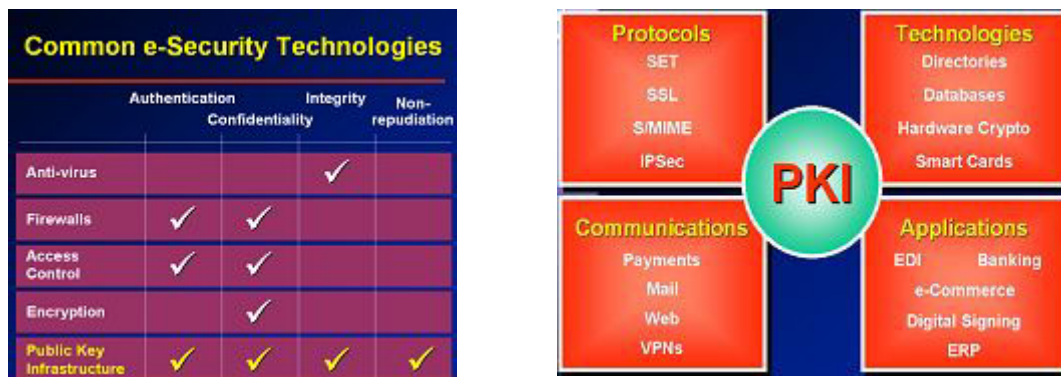 Common e-Security Technologies
Authentication
Confidentiality
Integrity
Non-
repudiation
Anti-virus
Firewalls
Access
Control
Encryption
Public Key
Infrastructure
Protocols
SET
SSL
S/MIME
IPSec
Technologies
Directories
Databases
Hardware Crypto
Smart Cards
PKI
Communications
Payments
Mail
Web
VPNs
Applications
EDI Banking
e-Commerce
Digital Signing
ERP